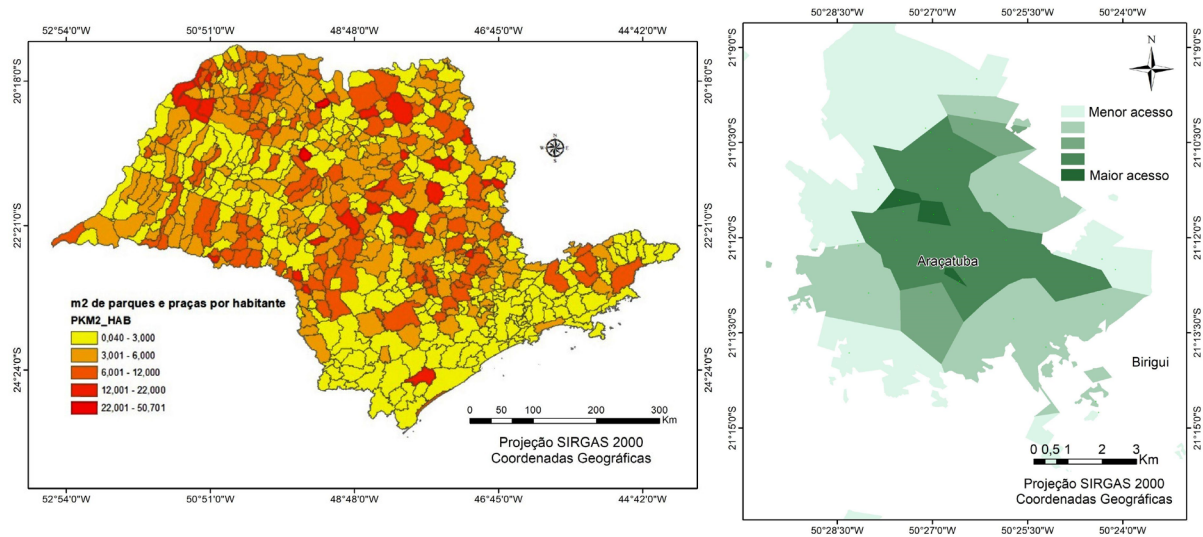 52°54'0"O 50°51'0"O 48°48'0"O 46°45'0"O 44°42'0"O
20°18'0"S
20°18'0"S
22°21'0"S
22°21'0"S
24°24'0"S
24°24'0"S
N
m2 de parques e praças por habitante
PKM2_HAB
0,040 - 3,000
3,001 - 6,000
6,001 - 12,000
12,001 - 22,000
22,001 - 50,701
0 50 100 200 300
Km
Projeção SIRGAS 2000
Coordenadas Geográficas
52°54'0"O 50°51'0"O 48°48'0"O 46°45'0"O 44°42'0"O
50°28'30"S 50°27'0"S 50°25'30"S 50°24'0"S
21°9'0"S
21°9'0"S
21°10'30"S
21°10'30"S
21°12'0"S
21°12'0"S
21°13'30"S
21°13'30"S
21°15'0"S
21°15'0"S
N
Menor acesso
Maior acesso
Araçatuba
Birigui
0 0,5 1 2 3
Km
Projeção SIRGAS 2000
Coordenadas Geográficas
50°28'30"S 50°27'0"S 50°25'30"S 50°24'0"S